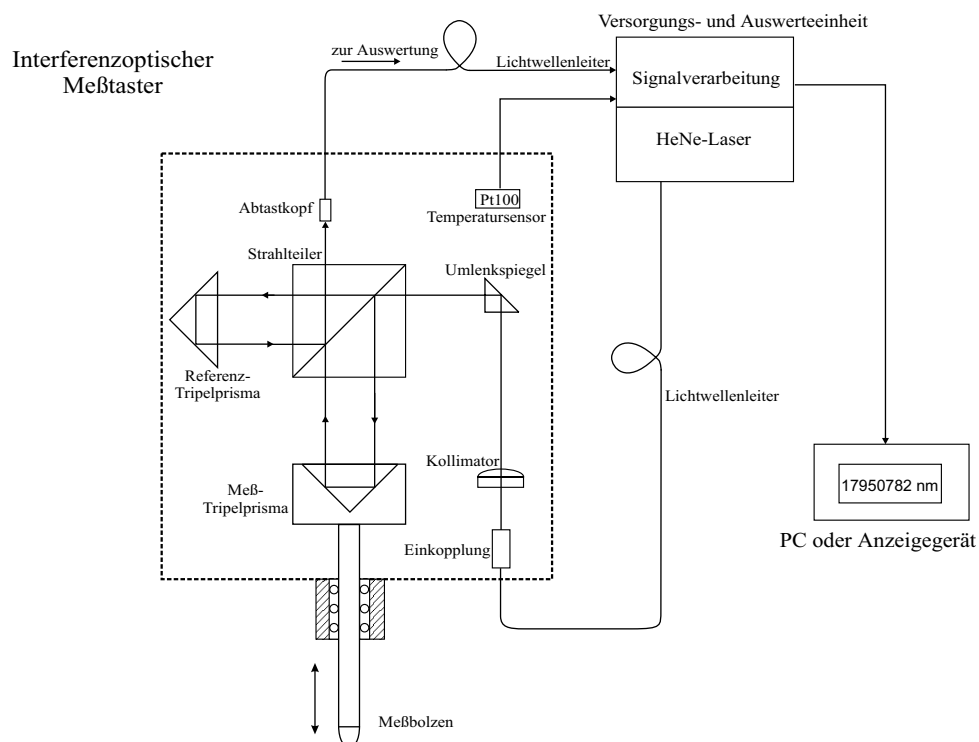 Interferenzoptischer
Meßtaster
zur Auswertung
Lichtwellenleiter
Versorgungs- und Auswerteeinheit
Signalverarbeitung
HeNe-Laser
Abtastkopf
Pt100
Temperatursensor
Strahlteiler
Umlenkspiegel
Referenz-
Tripelprisma
Lichtwellenleiter
Kollimator
Meß-
Tripelprisma
17950782 nm
PC oder Anzeigegerät
Einkopplung
Meßbolzen